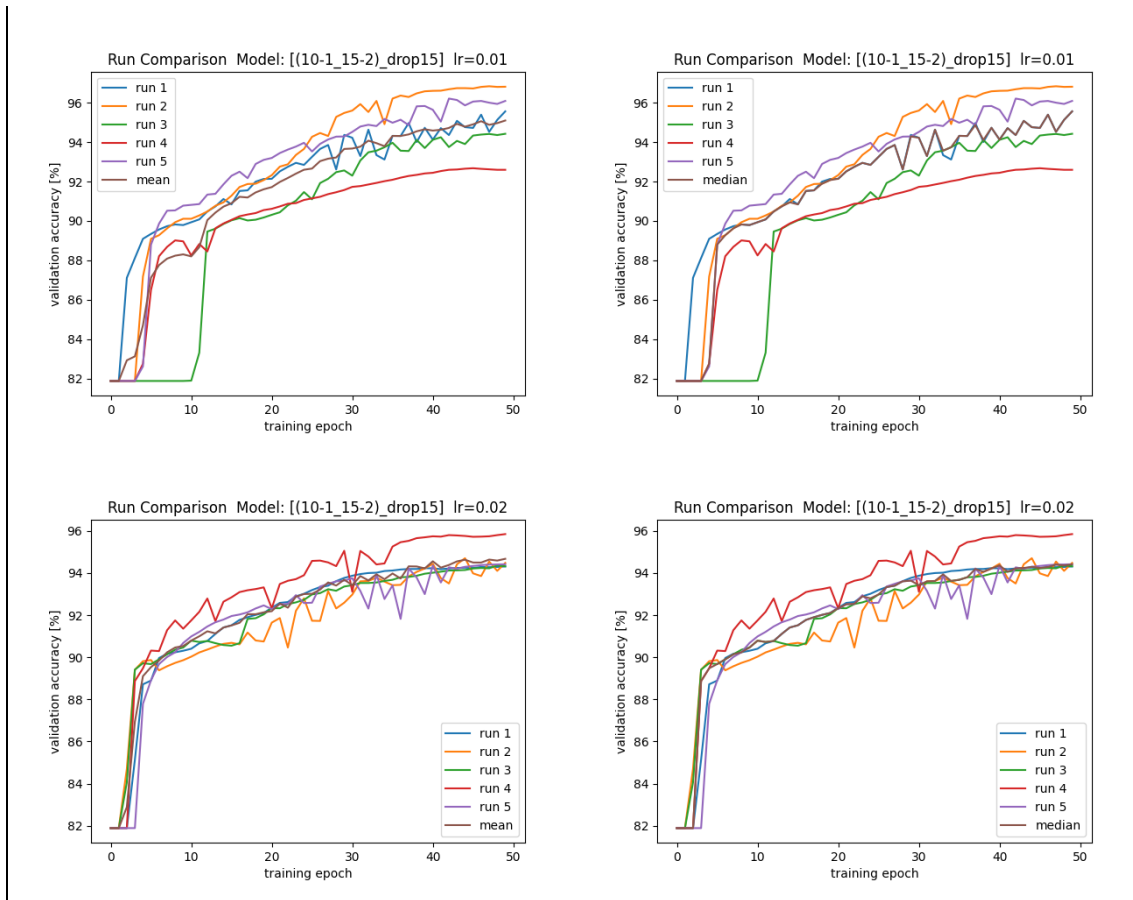 Run Comparison  Model: [(10-1_15-2)_drop15]  lr=0.01
validation accuracy [%]
96
94
92
90
88
86
84
82
run 1
run 2
run 3
run 4
run 5
mean
0
10
20
30
40
50
training epoch
Run Comparison  Model: [(10-1_15-2)_drop15]  lr=0.01
validation accuracy [%]
96
94
92
90
88
86
84
82
run 1
run 2
run 3
run 4
run 5
median
0
10
20
30
40
50
training epoch
Run Comparison  Model: [(10-1_15-2)_drop15]  lr=0.02
validation accuracy [%]
96
94
92
90
88
86
84
82
run 1
run 2
run 3
run 4
run 5
mean
0
10
20
30
40
50
training epoch
Run Comparison  Model: [(10-1_15-2)_drop15]  lr=0.02
validation accuracy [%]
96
94
92
90
88
86
84
82
run 1
run 2
run 3
run 4
run 5
median
0
10
20
30
40
50
training epoch